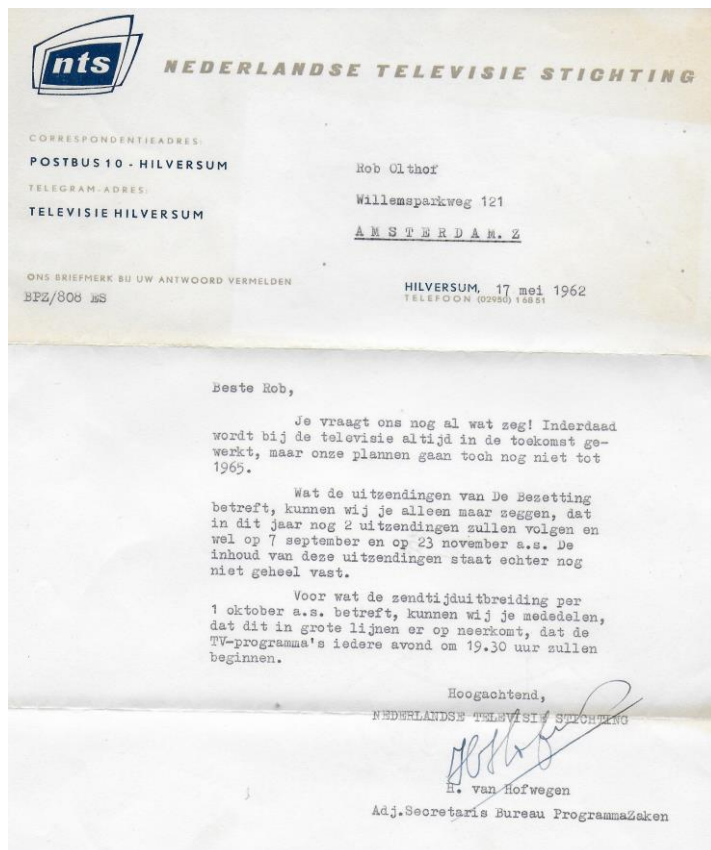 nts
NEDERLANDSE TELEVISIE STICHTING
CORRESPONDENTIEADRES:
POSTBUS 10 - HILVERSUM
TELEGRAM-ADRES:
TELEVISIE HILVERSUM
Rob Olthof
Willemsparkweg 121
AMSTERDAM. Z
ONS BRIEFMERK BIJ UW ANTWOORD VERMELDEN
BPZ/808 ES
HILVERSUM, 17 mei 1962
TELEFOON (02950) 16851
Beste Rob,
Je vraagt ons nog al wat zeg! Inderdaad
wordt bij de televisie altijd in de toekomst ge-
werkt, maar onze plannen gaan toch nog niet tot
1965.
Wat de uitzendingen van De Bezetting
betreft, kunnen wij je alleen maar zeggen, dat
in dit jaar nog 2 uitzendingen zullen volgen en
wel op 7 september en op 23 november a.s. De
inhoud van deze uitzendingen staat echter nog
niet geheel vast.
Voor wat de zendtijduitbreiding per
1 oktober a.s. betreft, kunnen wij je mededelen,
dat dit in grote lijnen er op neerkomt, dat de
TV-programma's iedere avond om 19.30 uur zullen
beginnen.
Hoogachtend,
NEDERLANDSE TELEVISIE STICHTING
H. van Hofwegen
Adj.Secretaris Bureau ProgrammaZaken